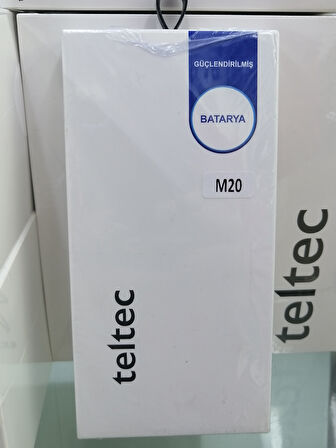 GÜÇLENDİRİLMİŞ
BATARYA
M20
teltec
teltec